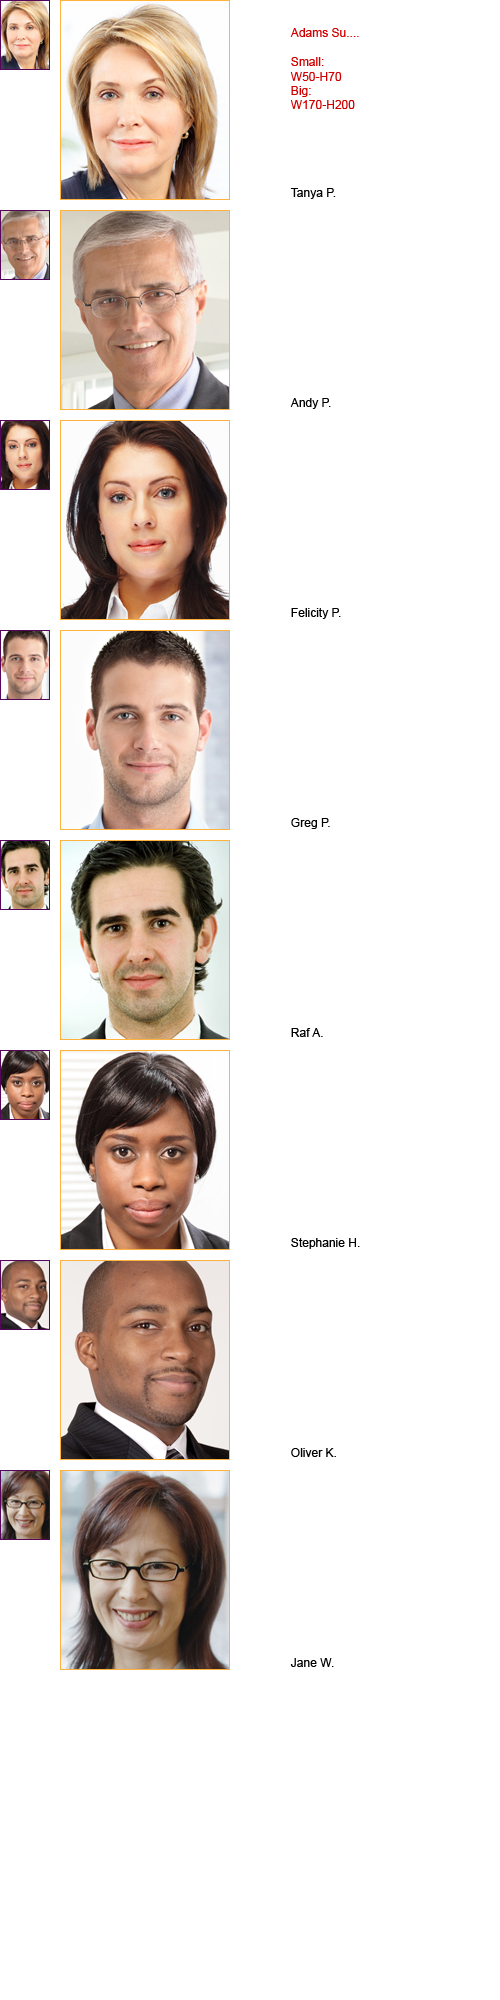 Adams Su....
Small:
W50-H70
Big:
W170-H200
Tanya P.
Andy P.
Felicity P.
Greg P.
Raf A.
Stephanie H.
Oliver K.
Jane W.